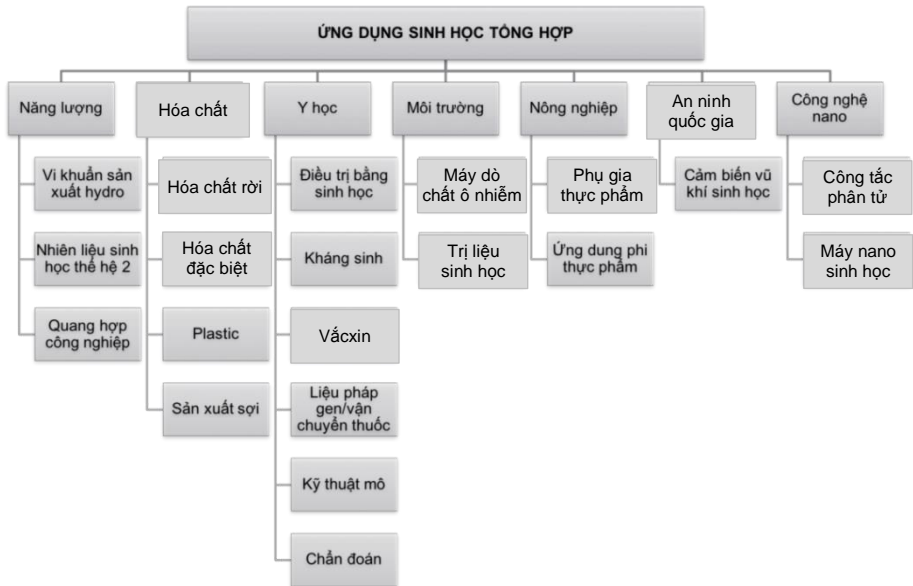 ỨNG DỤNG SINH HỌC TỔNG HỢP
Năng lượng
Hóa chất
Y học
Môi trường
Nông nghiệp
An ninh
quốc gia
Công nghệ
nano
Vi khuẩn sản
xuất hydro
Nhiên liệu sinh
học thế hệ 2
Quang hợp
công nghiệp
Hóa chất rời
Hóa chất
đặc biệt
Plastic
Sản xuất sợi
Điều trị bằng
sinh học
Kháng sinh
Vắcxin
Liệu pháp
gen/vận
chuyển thuốc
Kỹ thuật mô
Chẩn đoán
Máy dò
chất ô nhiễm
Trị liệu
sinh học
Phụ gia
thực phẩm
Ứng dung phi
thực phẩm
Cảm biến vũ
khí sinh học
Công tắc
phân tử
Máy nano
sinh học